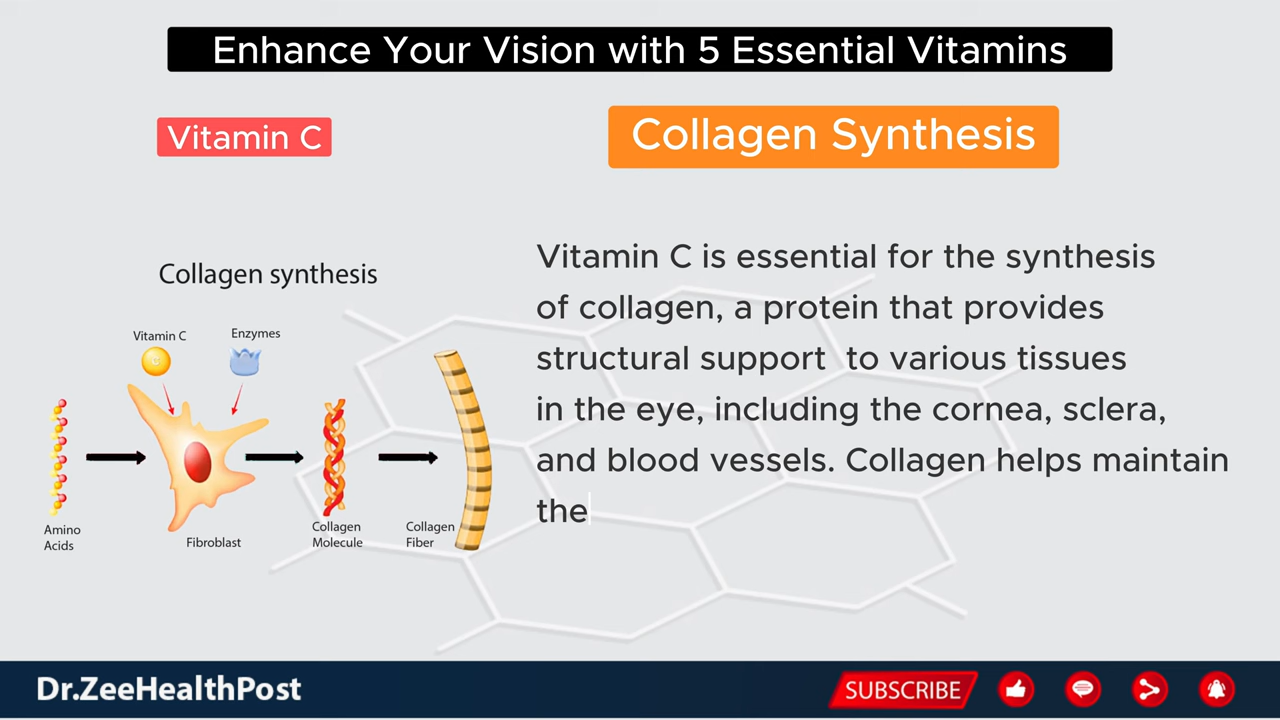 Enhance Your Vision with 5 Essential Vitamins
Vitamin C
Collagen Synthesis
Collagen synthesis
Vitamin C
Enzymes
Amino
Acids
Fibroblast
Collagen
Molecule
Collagen
Fiber
Vitamin C is essential for the synthesis
of collagen, a protein that provides
structural support to various tissues
in the eye, including the cornea, sclera,
and blood vessels. Collagen helps maintain
the
Dr.ZeeHealthPost
SUBSCRIBE